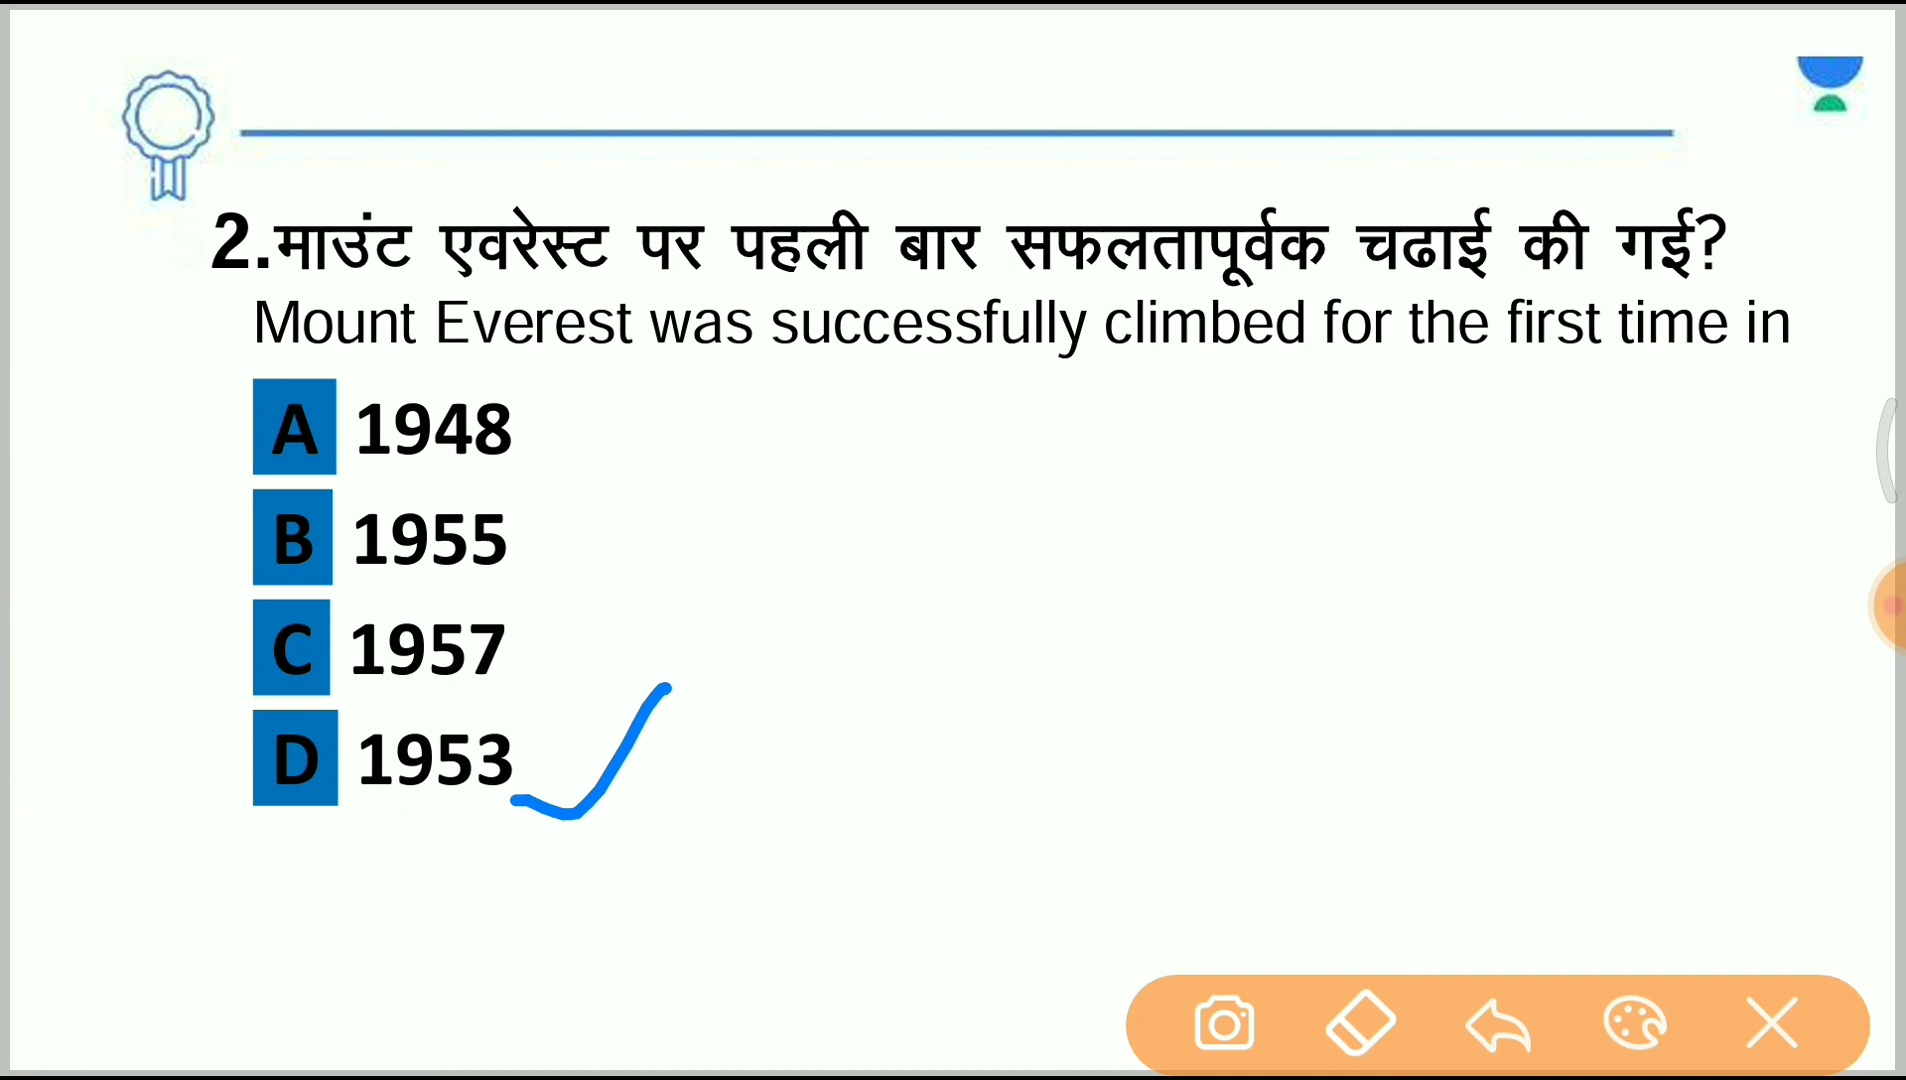 2.माउंट एवरेस्ट पर पहली बार सफलतापूर्वक चढाई की गई?
Mount Everest was successfully climbed for the first time in
A 1948
B 1955
C 1957
D 1953